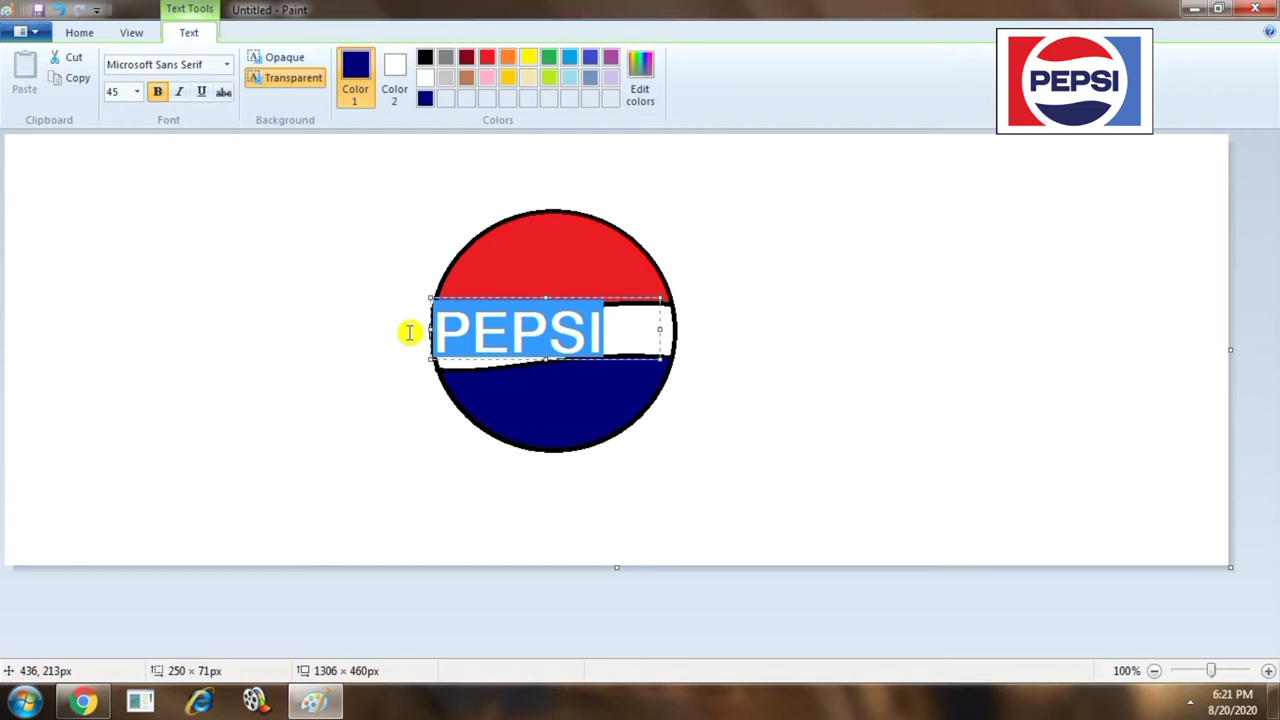 Text Tools
Untitled - Paint
Home
View
Text
Paste
Cut
Copy
Clipboard
Microsoft Sans Serif
45
B
I
U
abc
Font
Opaque
Transparent
Background
Color
1
Color
2
Edit
colors
Colors
PEPSI
PEPSI
436, 213px
250 × 71px
1306 × 460px
100%
6:21 PM
8/20/2020